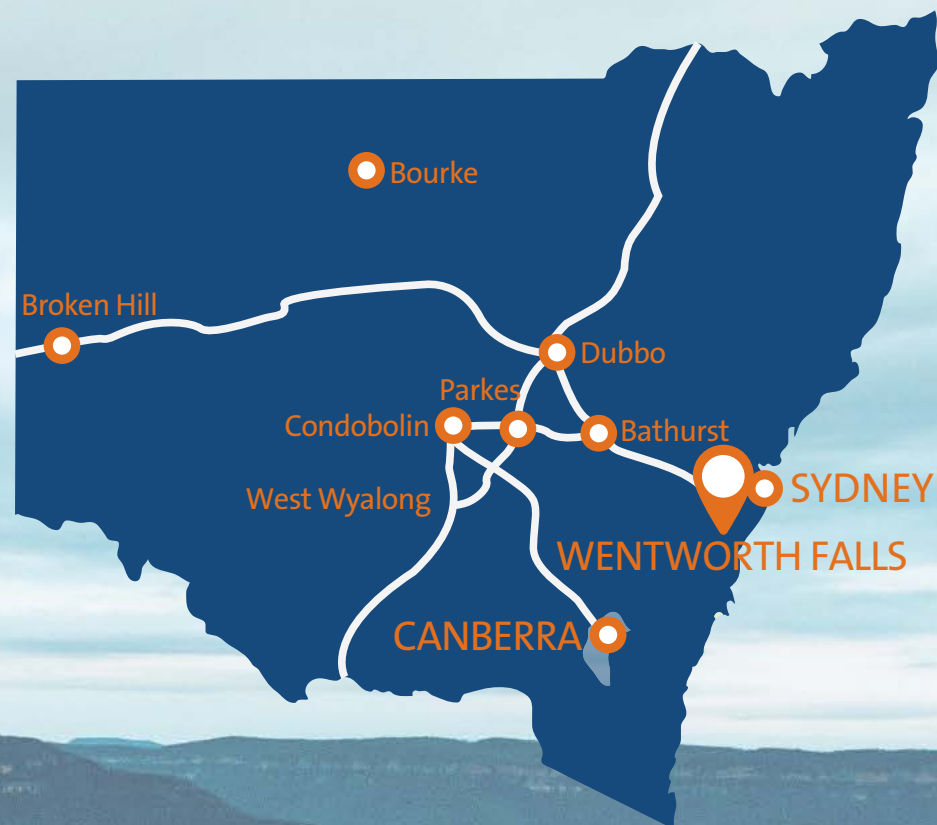 Bourke
Broken Hill
Dubbo
Parkes
Condobolin
Bathurst
SYDNEY
West Wyalong
WENTWORTH FALLS
CANBERRA